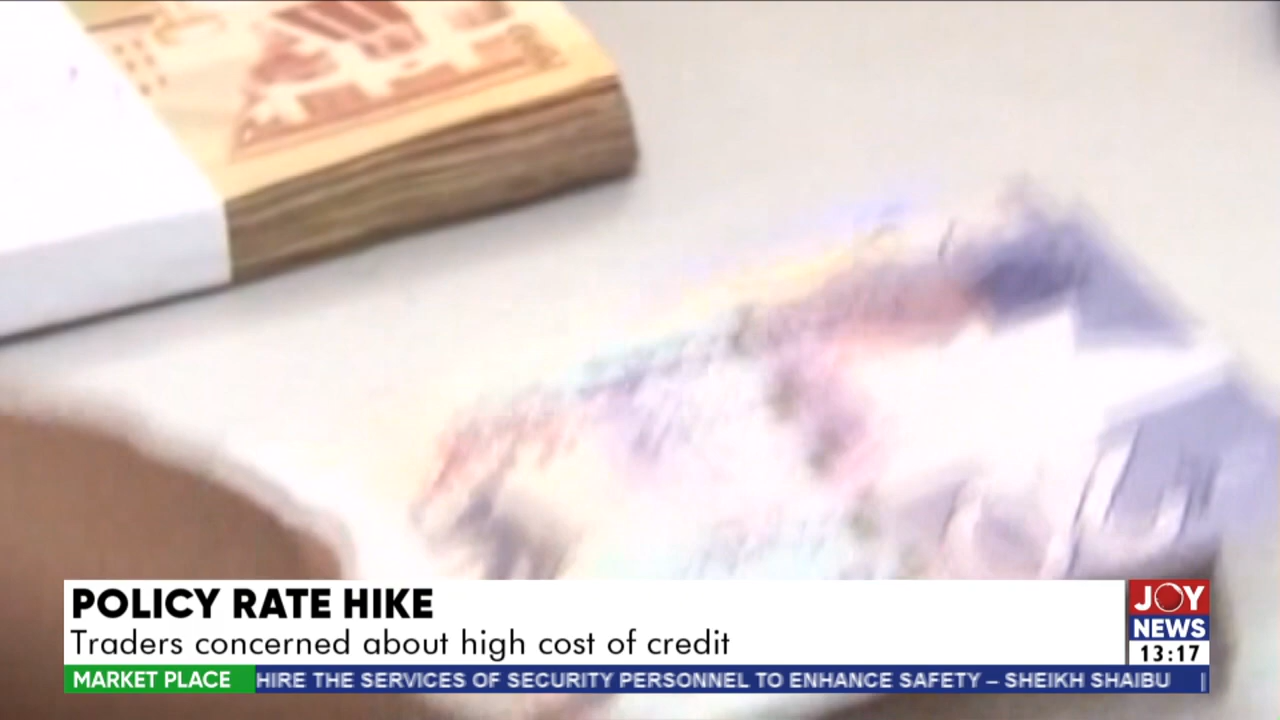 POLICY RATE HIKE
Traders concerned about high cost of credit
JOY
NEWS
13:17
MARKET PLACE
HIRE THE SERVICES OF SECURITY PERSONNEL TO ENHANCE SAFETY – SHEIKH SHAIBU |